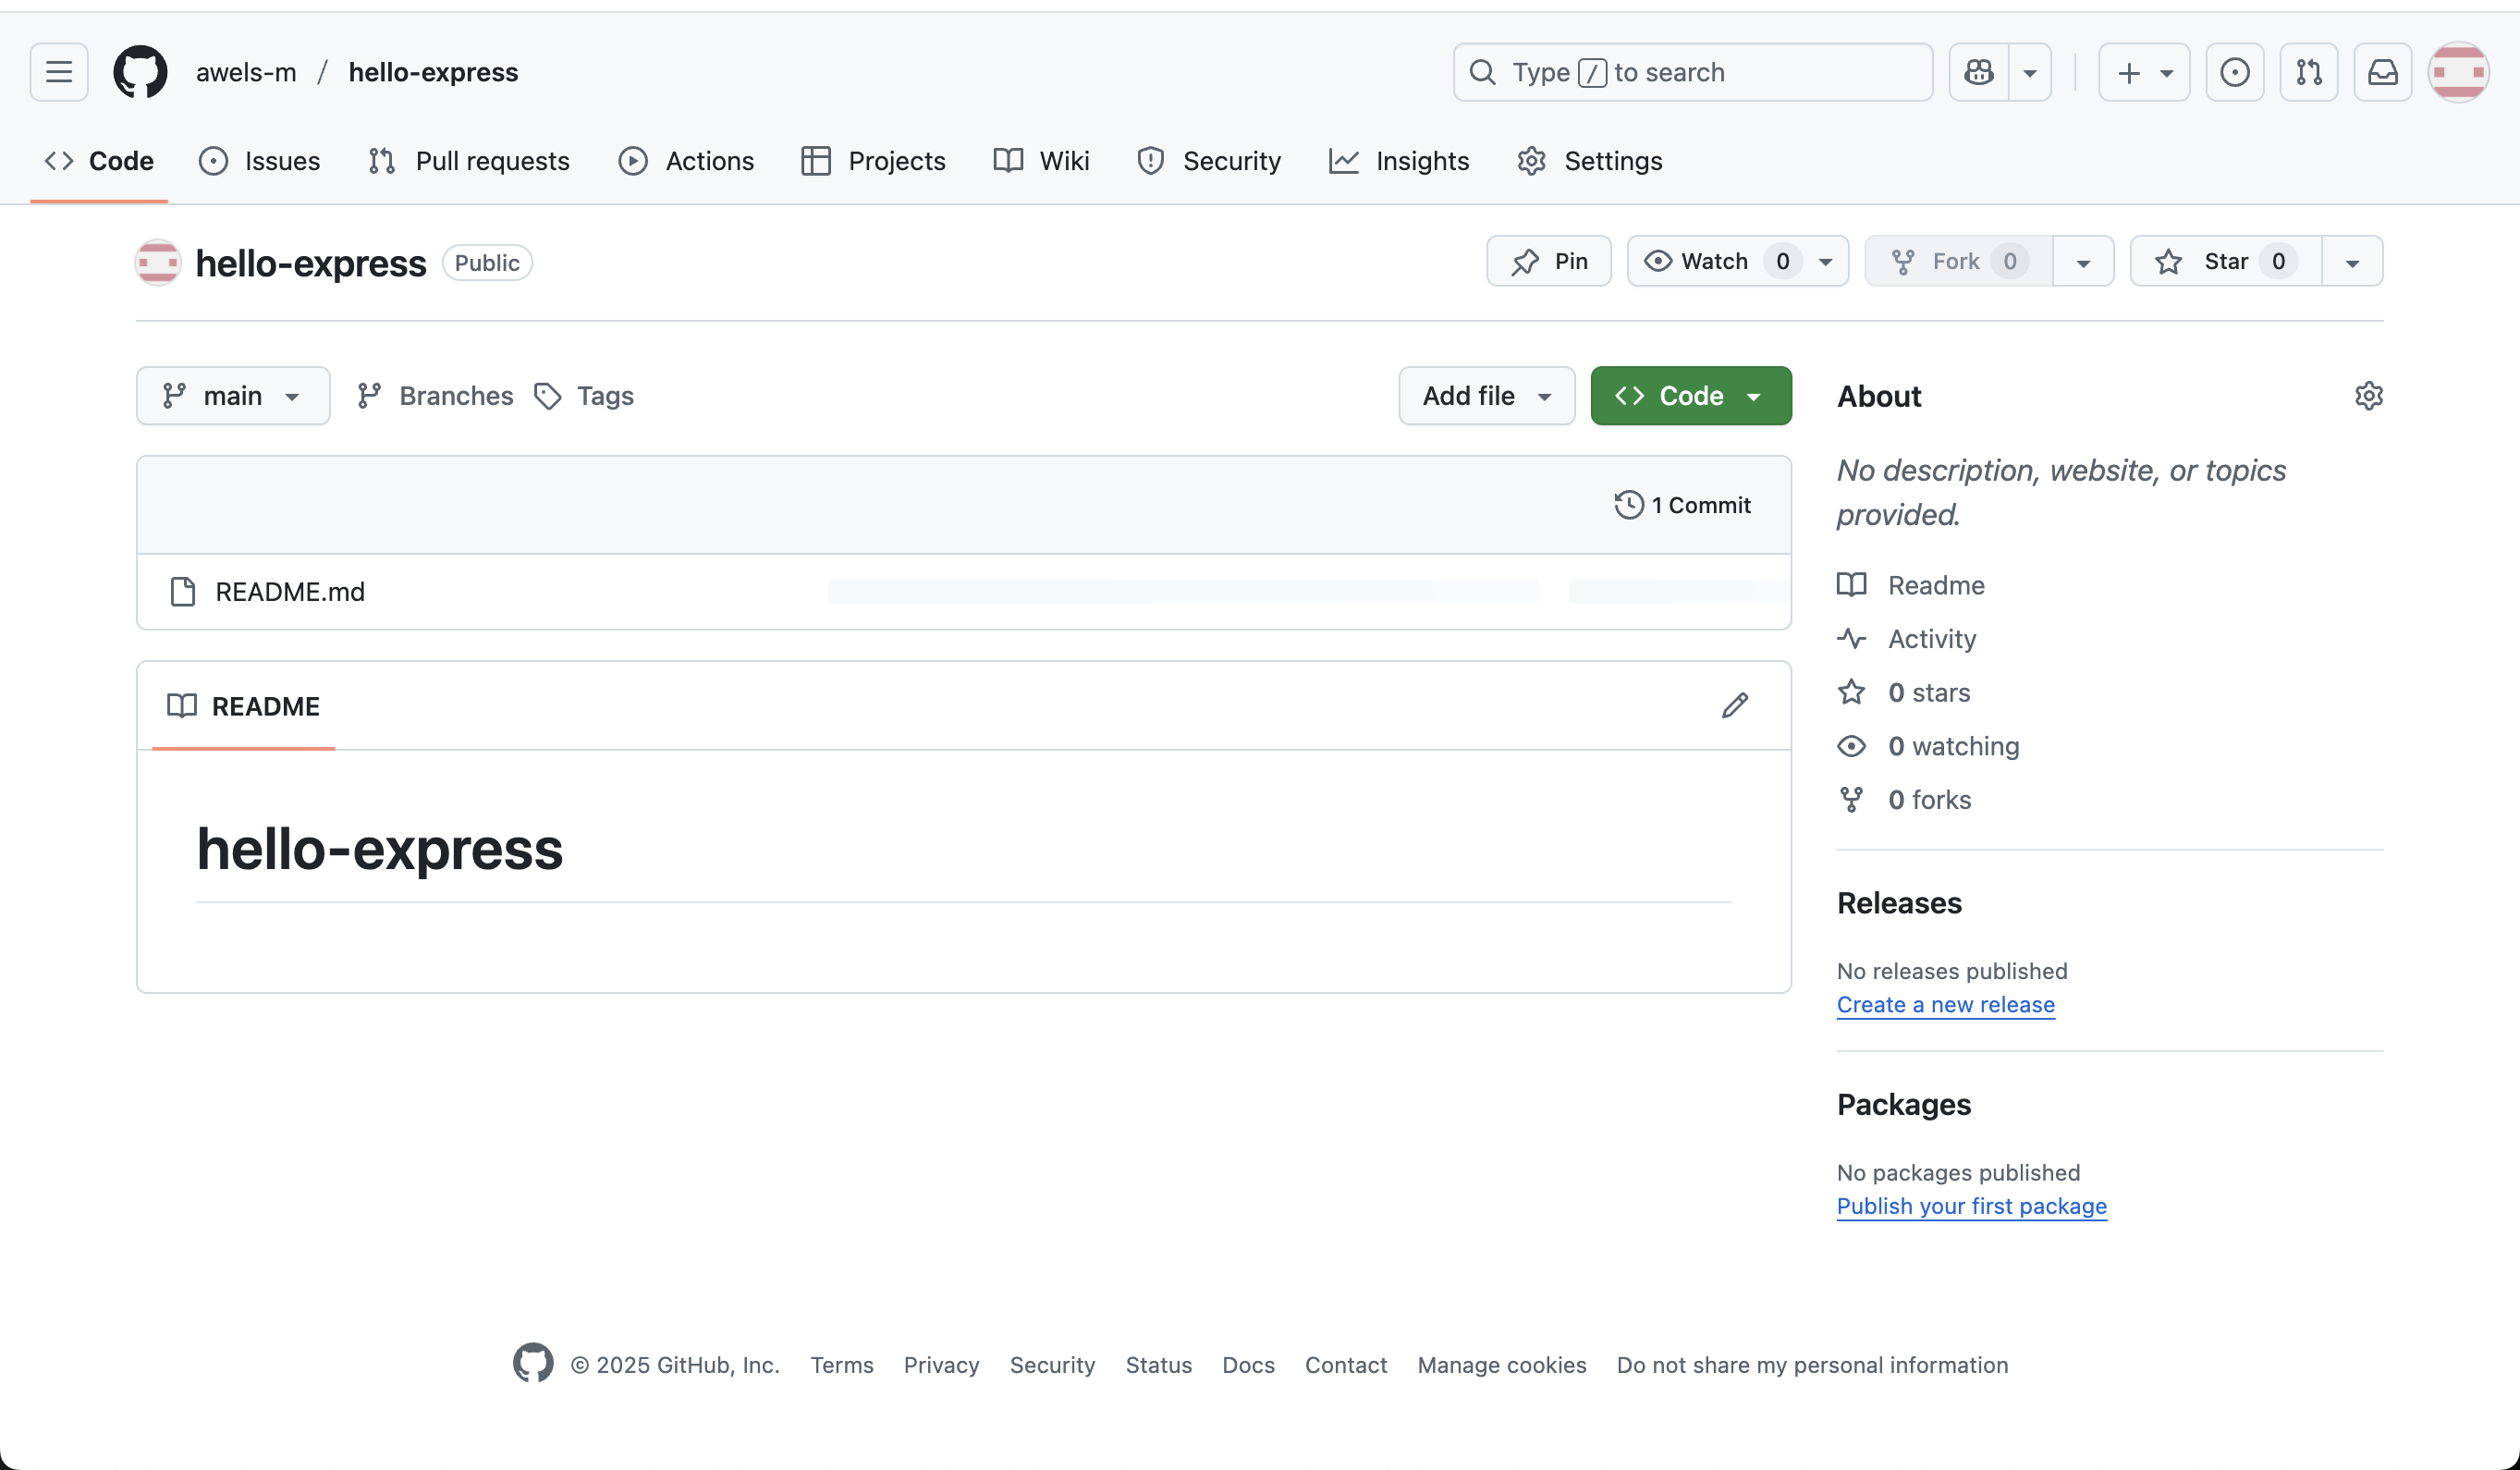 awels-m / hello-express
Type / to search
Code
Issues
Pull requests
Actions
Projects
Wiki
Security
Insights
Settings
hello-express Public
Pin
Watch 0
Fork 0
Star 0
main
Branches
Tags
Add file
Code
1 Commit
README.md
README
hello-express
About
No description, website, or topics
provided.
Readme
Activity
0 stars
0 watching
0 forks
Releases
No releases published
Create a new release
Packages
No packages published
Publish your first package
© 2025 GitHub, Inc.
Terms
Privacy
Security
Status
Docs
Contact
Manage cookies
Do not share my personal information